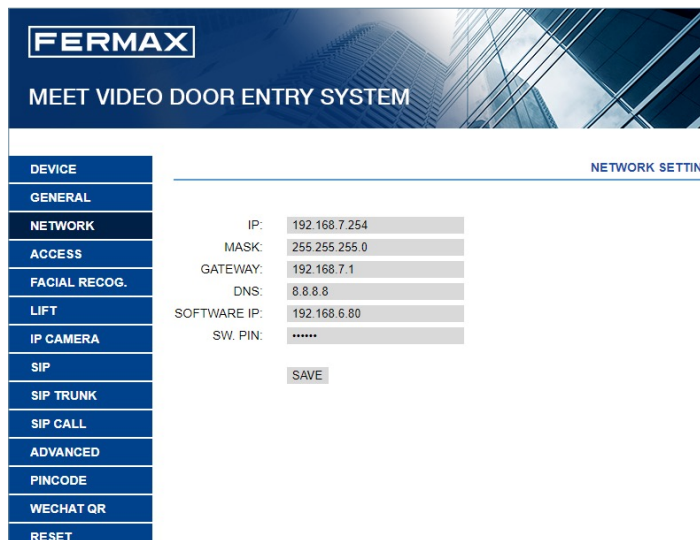 FERMAX
MEET VIDEO DOOR ENTRY SYSTEM
NETWORK SETTIN
DEVICE
GENERAL
NETWORK
ACCESS
FACIAL RECOG.
LIFT
IP CAMERA
SIP
SIP TRUNK
SIP CALL
ADVANCED
PINCODE
WECHAT QR
RESET
IP: 192.168.7.254
MASK: 255.255.255.0
GATEWAY: 192.168.7.1
DNS: 8.8.8.8
SOFTWARE IP: 192.168.6.80
SW. PIN: ••••••
SAVE